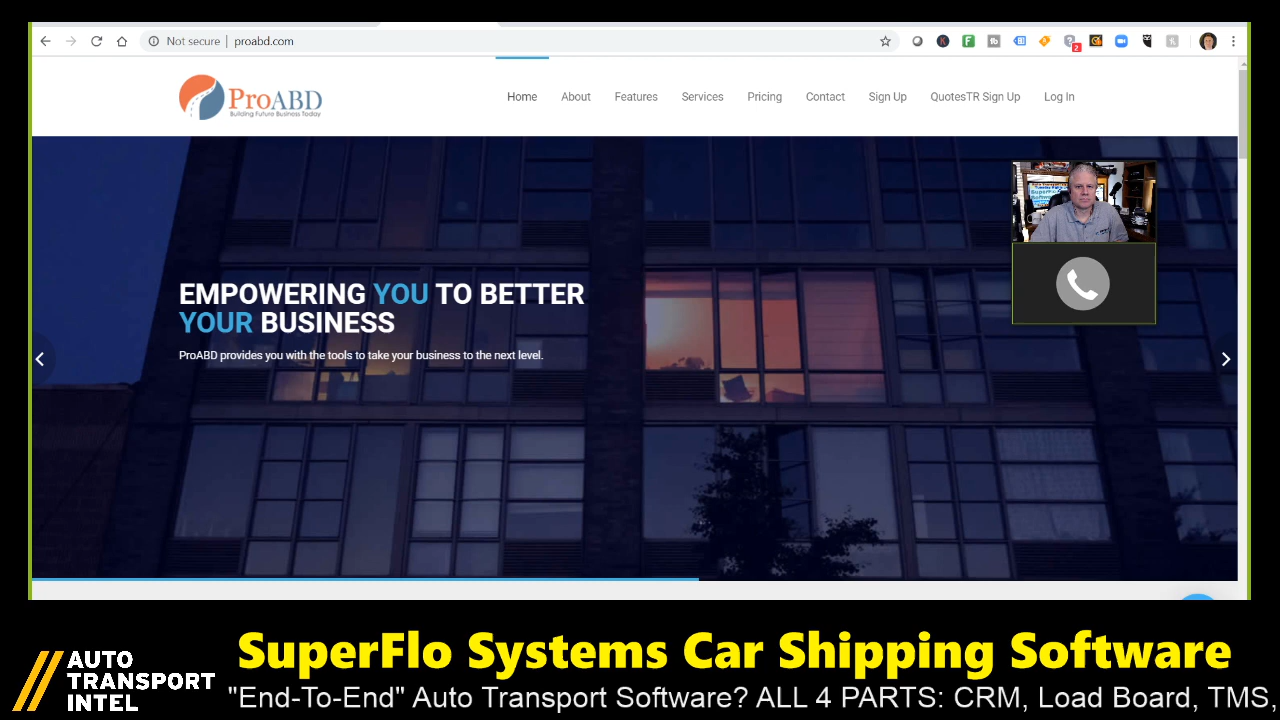 Not secure | proabd.com
2
ProABD
Building Future Business Today
Home About Features Services Pricing Contact Sign Up QuotesTR Sign Up Log In
EMPOWERING YOU TO BETTER
YOUR BUSINESS
ProABD provides you with the tools to take your business to the next level.
AUTO
TRANSPORT
INTEL
SuperFlo Systems Car Shipping Software
"End-To-End" Auto Transport Software? ALL 4 PARTS: CRM, Load Board, TMS,